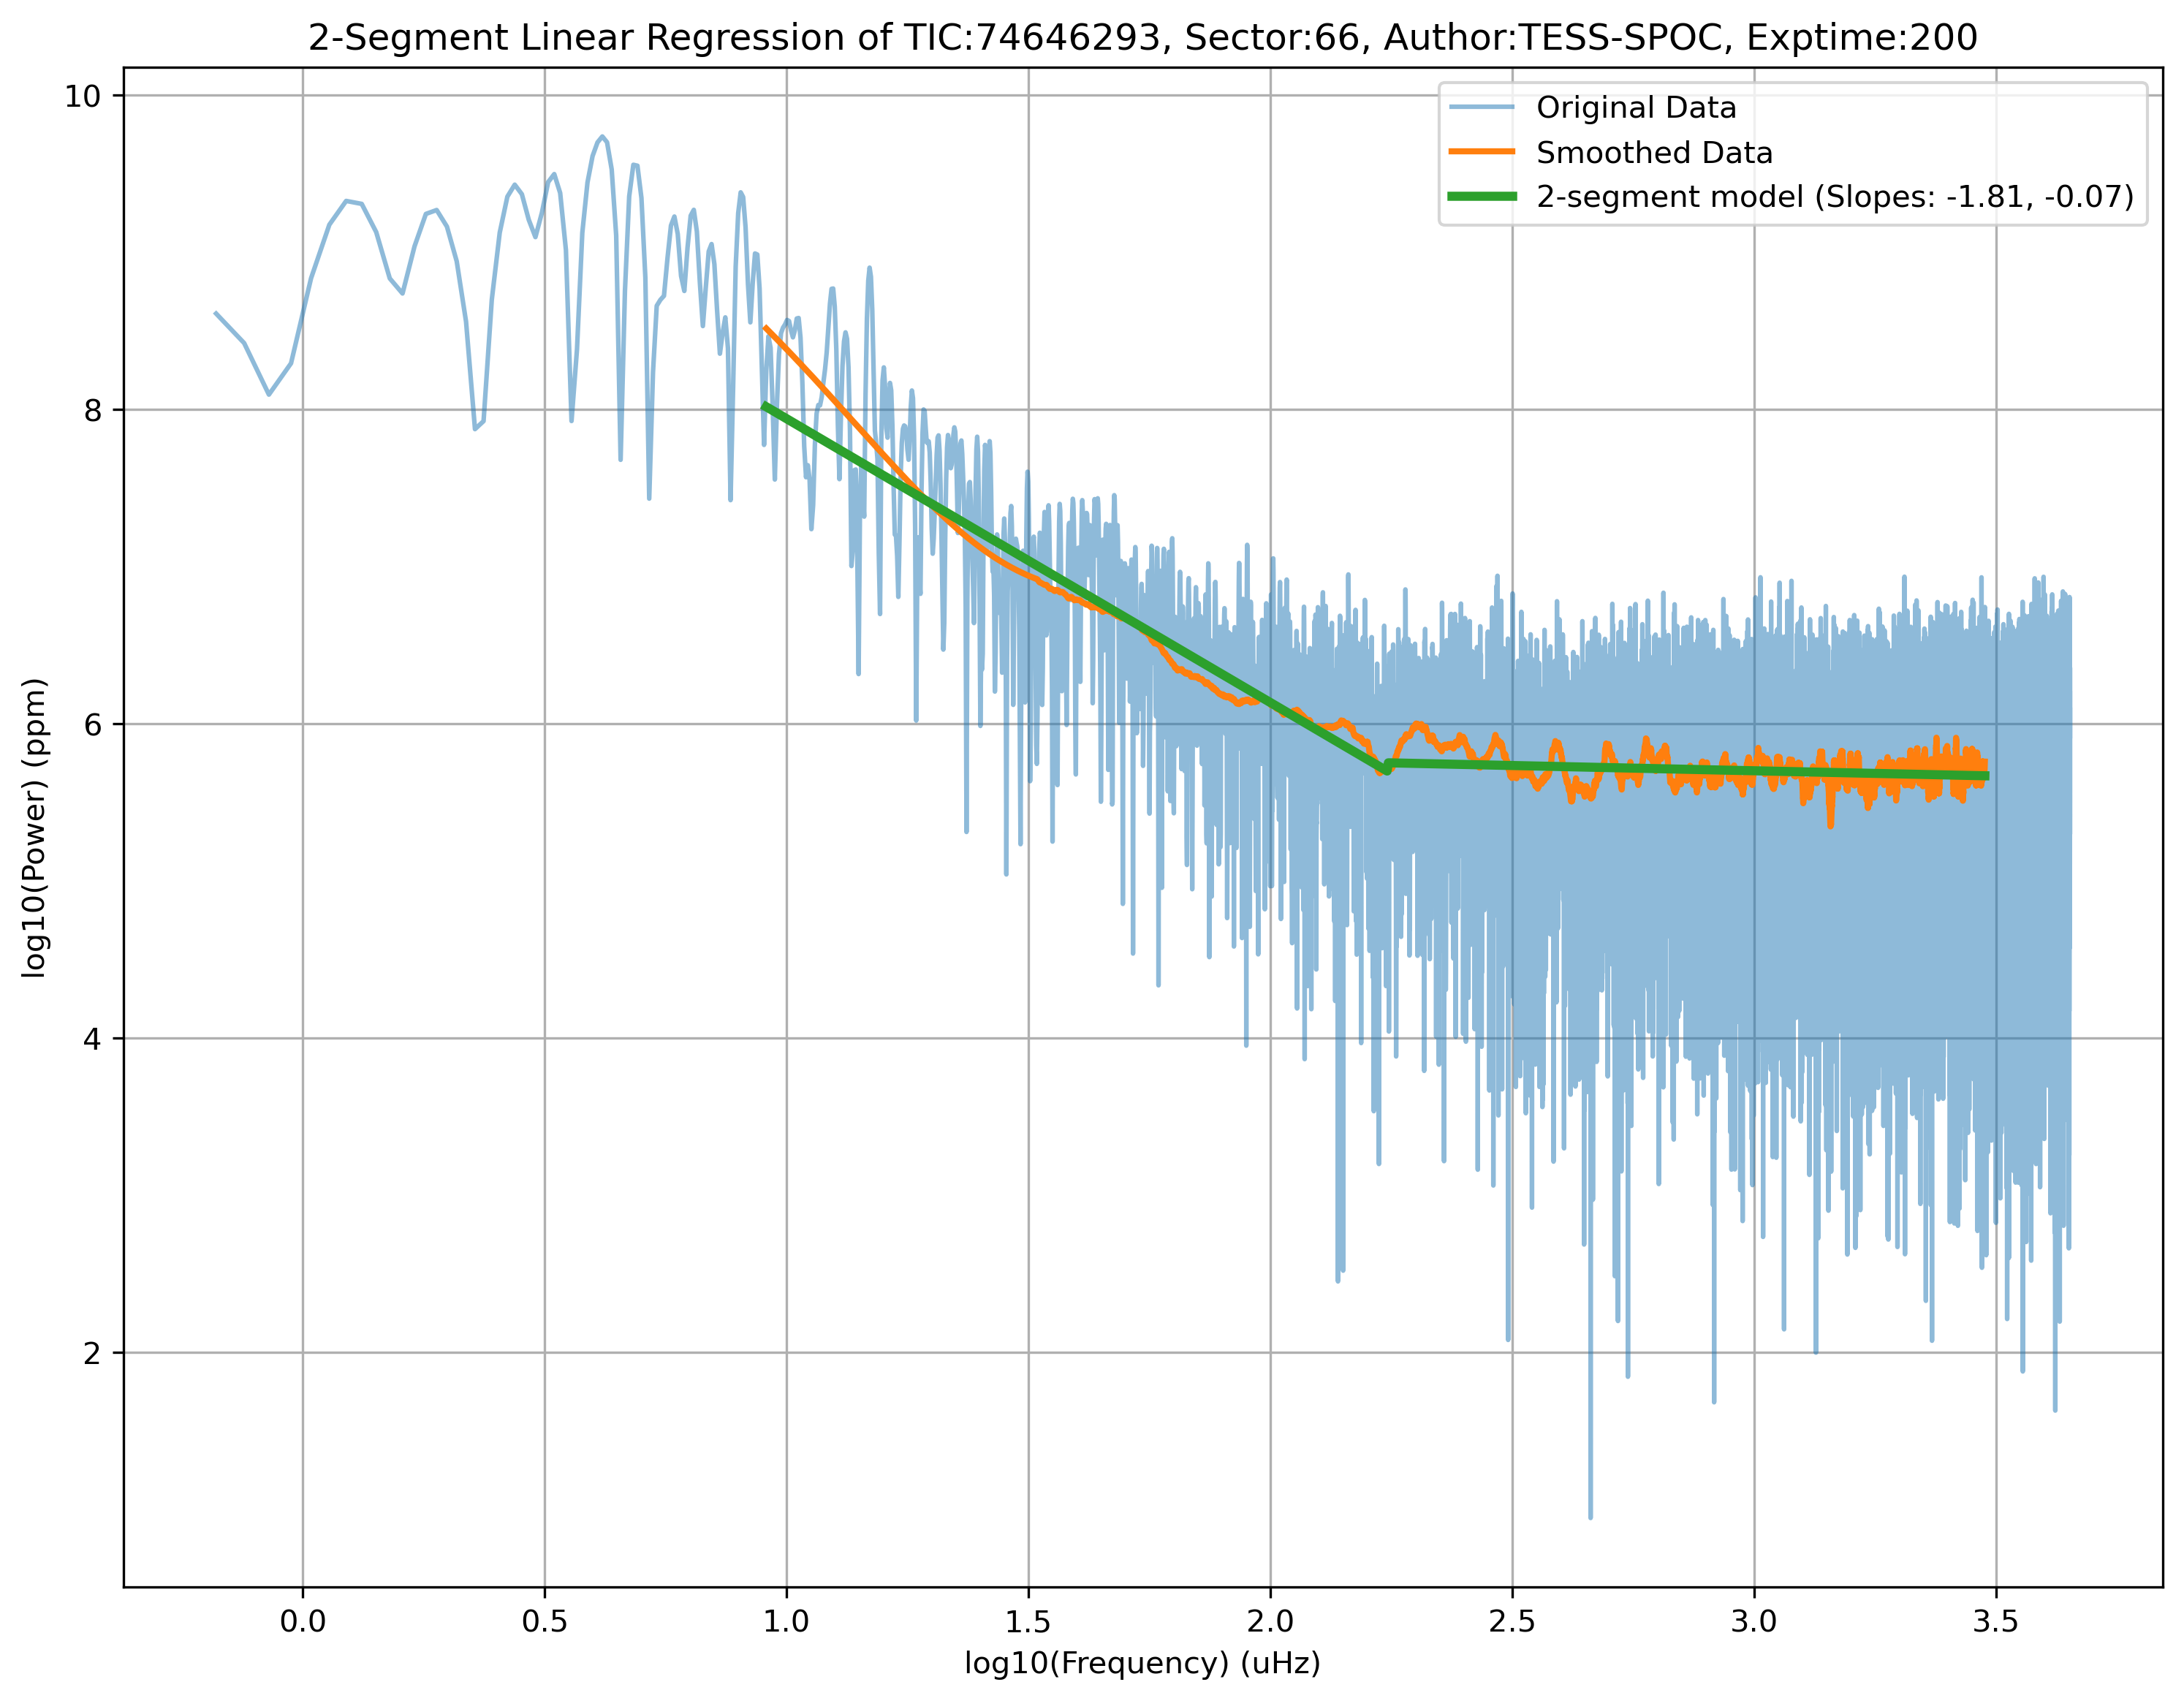 2-Segment Linear Regression of TIC:74646293, Sector:66, Author:TESS-SPOC, Exptime:200
Original Data
Smoothed Data
2-segment model (Slopes: -1.81, -0.07)
log10(Power) (ppm)
10
8
6
4
2
0.0 0.5 1.0 1.5 2.0 2.5 3.0 3.5
log10(Frequency) (uHz)